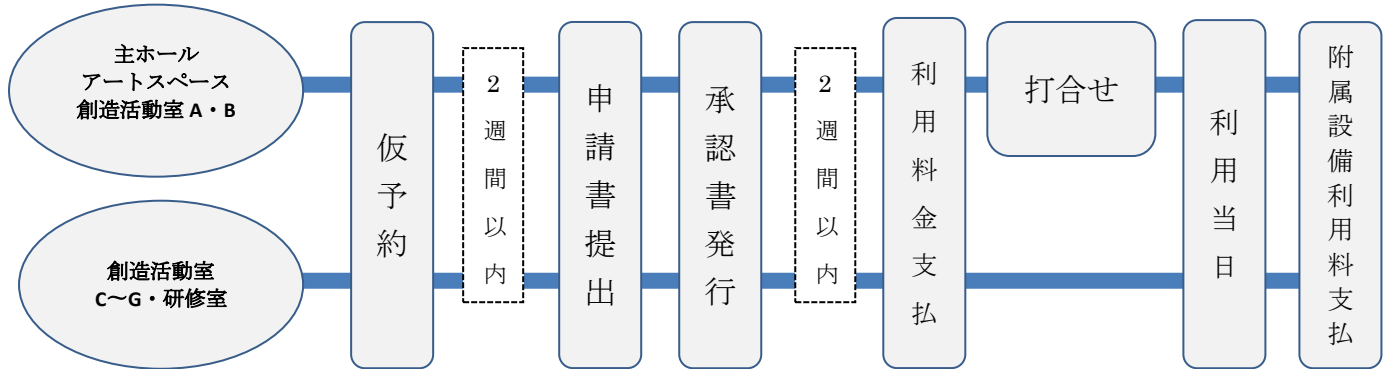 主ホール
アートスペース
創造活動室 A・B
創造活動室
C～G・研修室
仮予約
2週間以内
申請書提出
承認書発行
2週間以内
利用料金支払
打合せ
利用当日
附属設備利用料支払